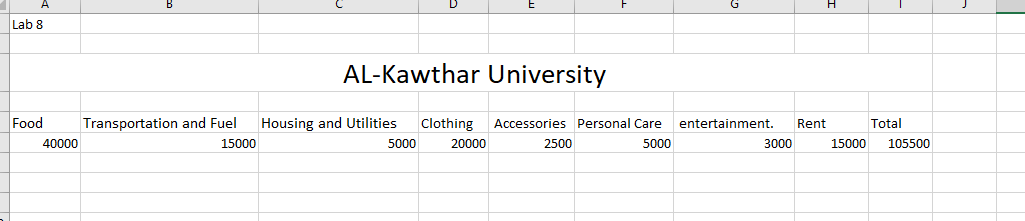 A B C D E F G H I J
Lab 8
AL-Kawthar University
Food Transportation and Fuel Housing and Utilities Clothing Accessories Personal Care entertainment. Rent Total
40000 15000 5000 20000 2500 5000 3000 15000 105500